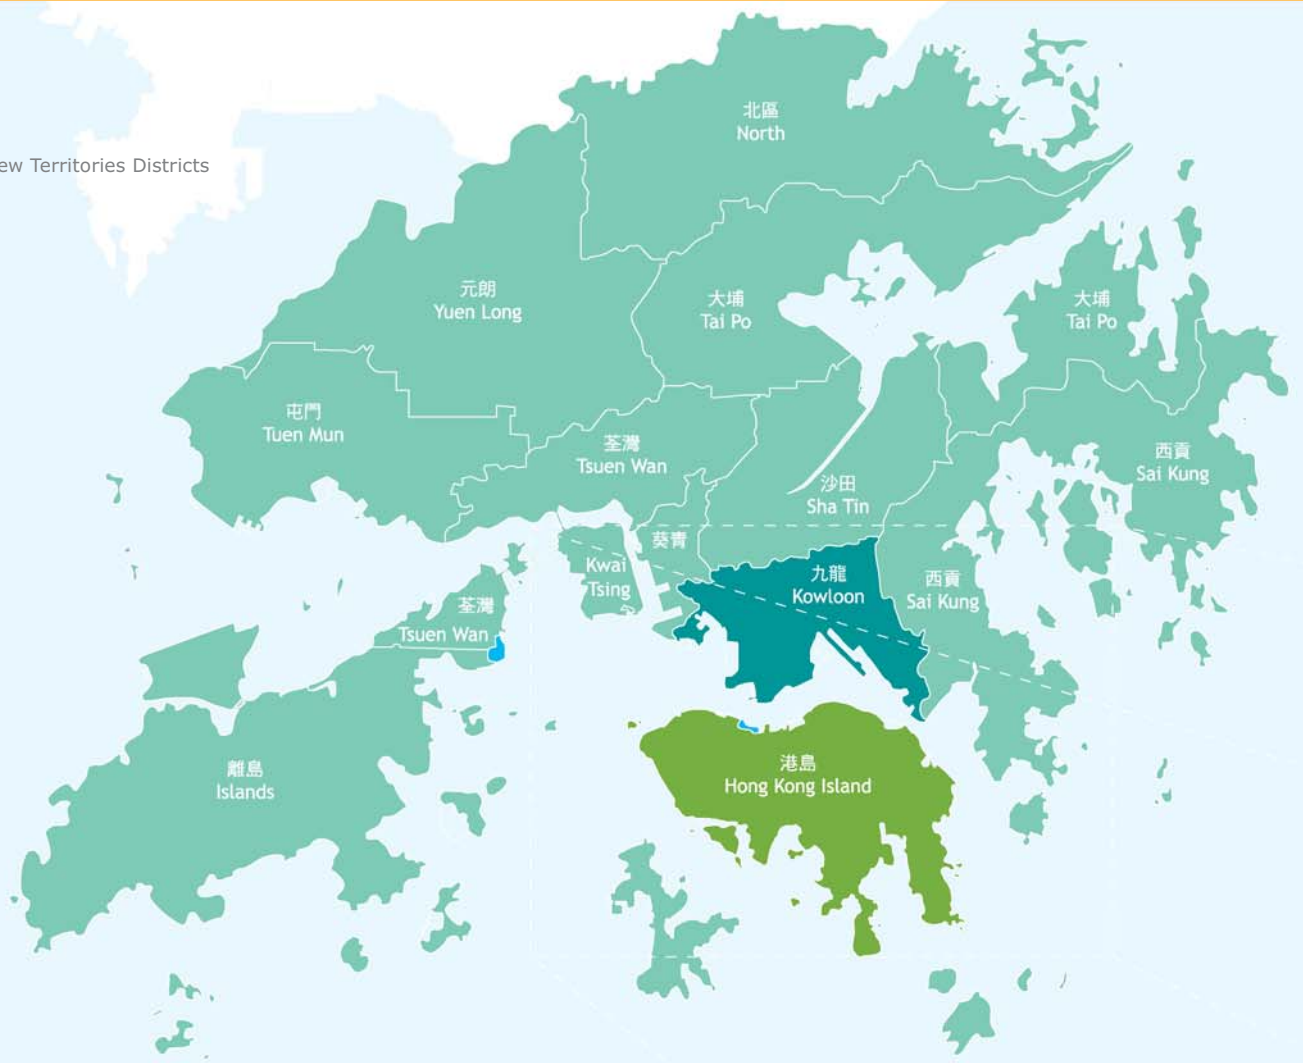 北區
North
ew Territories Districts
元朗
Yuen Long
大埔
Tai Po
大埔
Tai Po
屯門
Tuen Mun
荃灣
Tsuen Wan
西貢
Sai Kung
沙田
Sha Tin
葵青
Kwai
Tsing
九龍
Kowloon
西貢
Sai Kung
荃灣
Tsuen Wan
離島
Islands
港島
Hong Kong Island